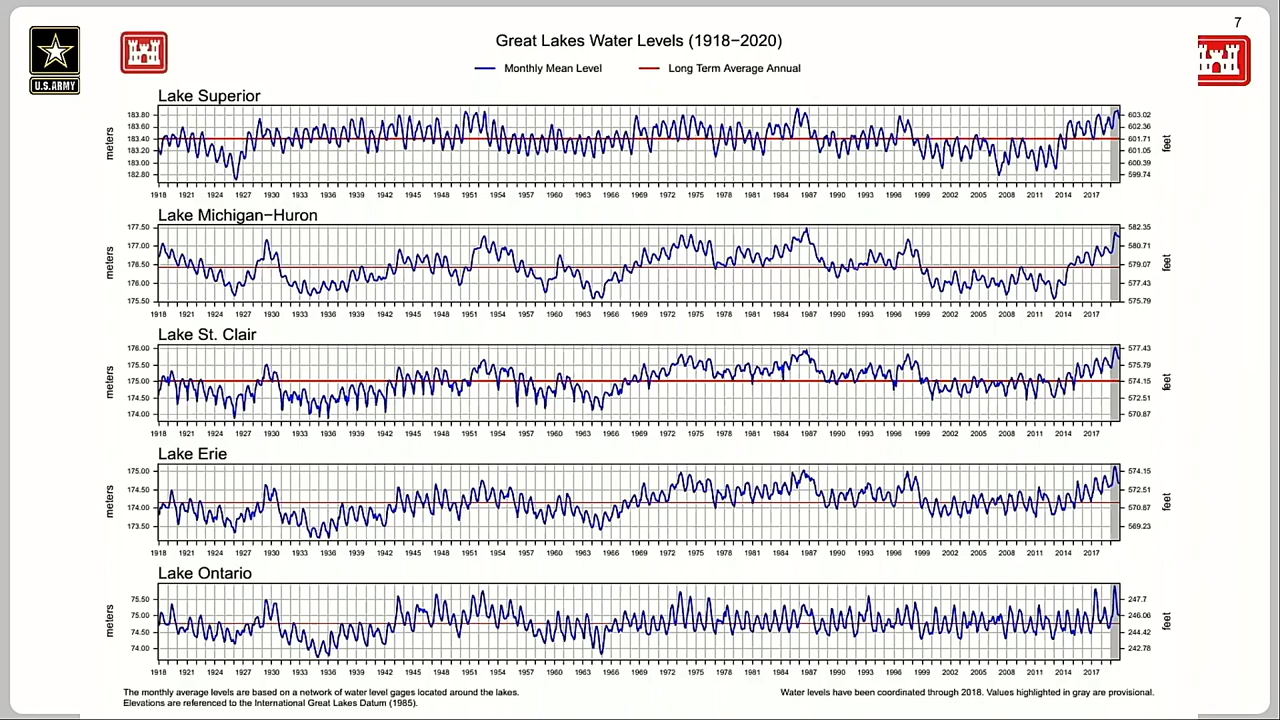 7
U.S.ARMY
Great Lakes Water Levels (1918−2020)
Monthly Mean Level Long Term Average Annual
Lake Superior
meters
183.80
183.60
183.40
183.20
183.00
182.80
603.02
602.36
601.71
601.05
600.39
599.74
feet
1918 1921 1924 1927 1930 1933 1936 1939 1942 1945 1948 1951 1954 1957 1960 1963 1966 1969 1972 1975 1978 1981 1984 1987 1990 1993 1996 1999 2002 2005 2008 2011 2014 2017
Lake Michigan−Huron
meters
177.50
177.00
176.50
176.00
175.50
582.35
580.71
579.07
577.43
575.79
feet
1918 1921 1924 1927 1930 1933 1936 1939 1942 1945 1948 1951 1954 1957 1960 1963 1966 1969 1972 1975 1978 1981 1984 1987 1990 1993 1996 1999 2002 2005 2008 2011 2014 2017
Lake St. Clair
meters
176.00
175.50
175.00
174.50
174.00
577.43
575.79
574.15
572.51
570.87
feet
1918 1921 1924 1927 1930 1933 1936 1939 1942 1945 1948 1951 1954 1957 1960 1963 1966 1969 1972 1975 1978 1981 1984 1987 1990 1993 1996 1999 2002 2005 2008 2011 2014 2017
Lake Erie
meters
175.00
174.50
174.00
173.50
574.15
572.51
570.87
569.23
feet
1918 1921 1924 1927 1930 1933 1936 1939 1942 1945 1948 1951 1954 1957 1960 1963 1966 1969 1972 1975 1978 1981 1984 1987 1990 1993 1996 1999 2002 2005 2008 2011 2014 2017
Lake Ontario
meters
75.50
75.00
74.50
74.00
247.7
246.06
244.42
242.78
feet
1918 1921 1924 1927 1930 1933 1936 1939 1942 1945 1948 1951 1954 1957 1960 1963 1966 1969 1972 1975 1978 1981 1984 1987 1990 1993 1996 1999 2002 2005 2008 2011 2014 2017
The monthly average levels are based on a network of water level gages located around the lakes.
Elevations are referenced to the International Great Lakes Datum (1985).
Water levels have been coordinated through 2018. Values highlighted in gray are provisional.